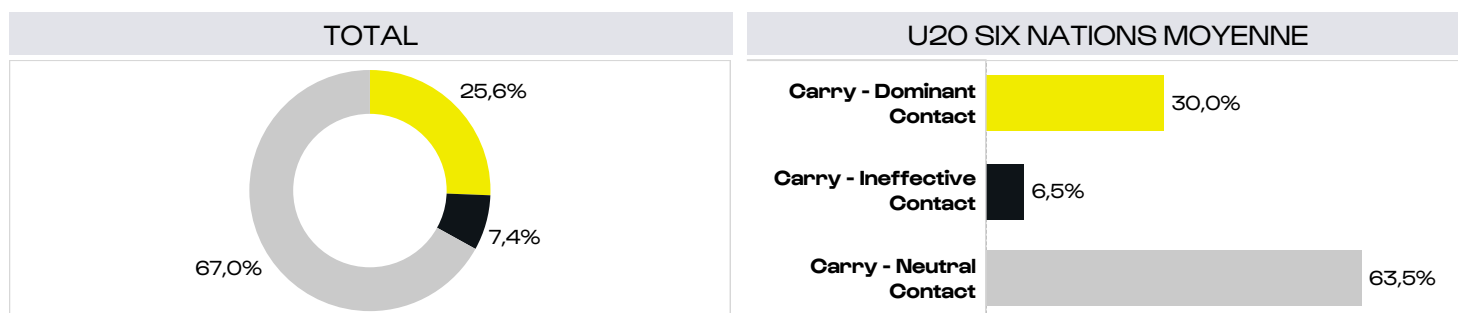 TOTAL
25,6%
7,4%
67,0%
U20 SIX NATIONS MOYENNE
Carry - Dominant
Contact
30,0%
Carry - Ineffective
Contact
6,5%
Carry - Neutral
Contact
63,5%